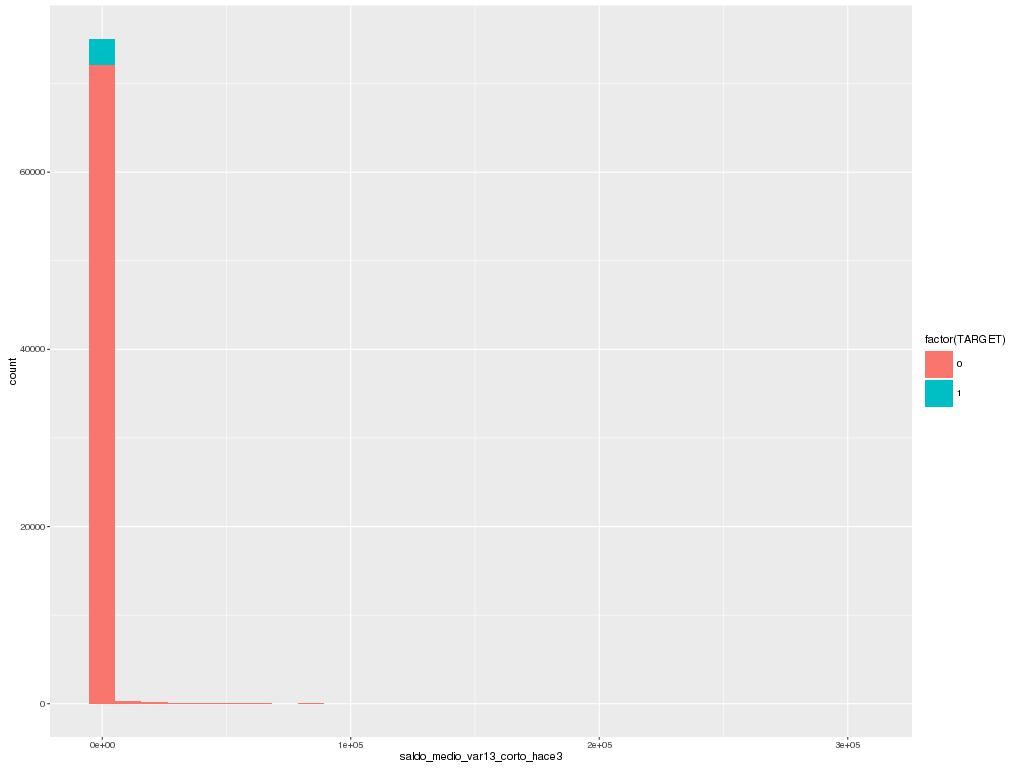 60000
40000
20000
0
count
0e+00
1e+05
2e+05
3e+05
saldo_medio_var13_corto_hace3
factor(TARGET)
0
1